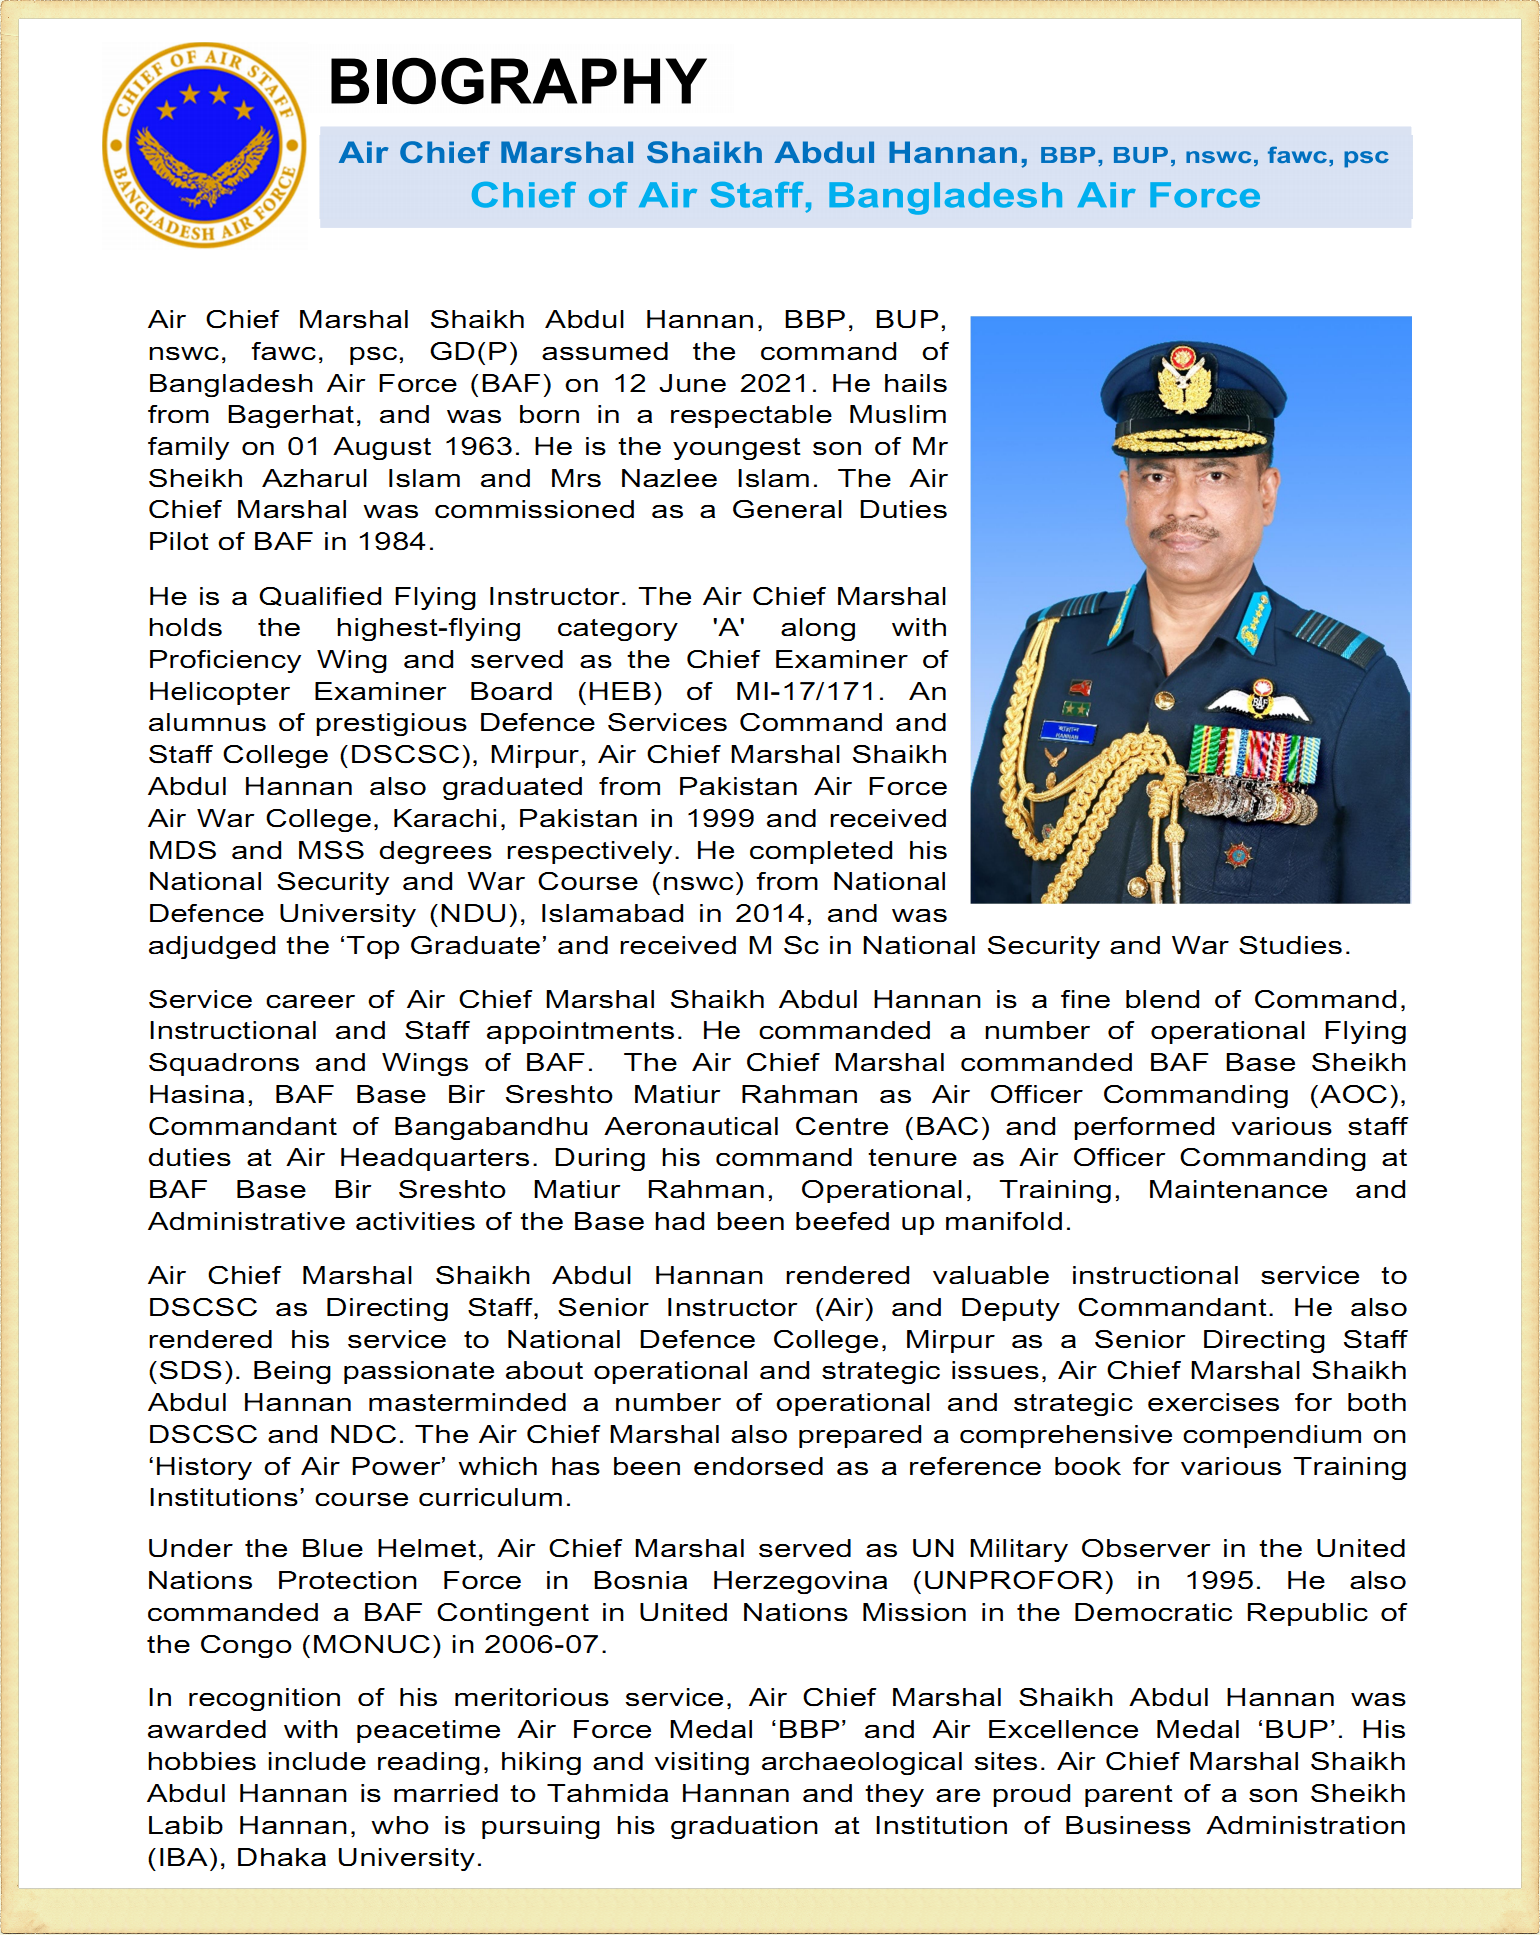 CHIEF OF AIR STAFF
BANGLADESH AIR FORCE
BIOGRAPHY
Air Chief Marshal Shaikh Abdul Hannan, BBP, BUP, nswc, fawc, psc
Chief of Air Staff, Bangladesh Air Force
Air Chief Marshal Shaikh Abdul Hannan, BBP, BUP,
nswc, fawc, psc, GD(P) assumed the command of
Bangladesh Air Force (BAF) on 12 June 2021. He hails
from Bagerhat, and was born in a respectable Muslim
family on 01 August 1963. He is the youngest son of Mr
Sheikh Azharul Islam and Mrs Nazlee Islam. The Air
Chief Marshal was commissioned as a General Duties
Pilot of BAF in 1984.
He is a Qualified Flying Instructor. The Air Chief Marshal
holds the highest-flying category 'A' along with
Proficiency Wing and served as the Chief Examiner of
Helicopter Examiner Board (HEB) of MI-17/171. An
alumnus of prestigious Defence Services Command and
Staff College (DSCSC), Mirpur, Air Chief Marshal Shaikh
Abdul Hannan also graduated from Pakistan Air Force
Air War College, Karachi, Pakistan in 1999 and received
MDS and MSS degrees respectively. He completed his
National Security and War Course (nswc) from National
Defence University (NDU), Islamabad in 2014, and was
adjudged the ‘Top Graduate’ and received M Sc in National Security and War Studies.
HANNAN
BAF
Service career of Air Chief Marshal Shaikh Abdul Hannan is a fine blend of Command,
Instructional and Staff appointments. He commanded a number of operational Flying
Squadrons and Wings of BAF. The Air Chief Marshal commanded BAF Base Sheikh
Hasina, BAF Base Bir Sreshto Matiur Rahman as Air Officer Commanding (AOC),
Commandant of Bangabandhu Aeronautical Centre (BAC) and performed various staff
duties at Air Headquarters. During his command tenure as Air Officer Commanding at
BAF Base Bir Sreshto Matiur Rahman, Operational, Training, Maintenance and
Administrative activities of the Base had been beefed up manifold.
Air Chief Marshal Shaikh Abdul Hannan rendered valuable instructional service to
DSCSC as Directing Staff, Senior Instructor (Air) and Deputy Commandant. He also
rendered his service to National Defence College, Mirpur as a Senior Directing Staff
(SDS). Being passionate about operational and strategic issues, Air Chief Marshal Shaikh
Abdul Hannan masterminded a number of operational and strategic exercises for both
DSCSC and NDC. The Air Chief Marshal also prepared a comprehensive compendium on
‘History of Air Power’ which has been endorsed as a reference book for various Training
Institutions’ course curriculum.
Under the Blue Helmet, Air Chief Marshal served as UN Military Observer in the United
Nations Protection Force in Bosnia Herzegovina (UNPROFOR) in 1995. He also
commanded a BAF Contingent in United Nations Mission in the Democratic Republic of
the Congo (MONUC) in 2006-07.
In recognition of his meritorious service, Air Chief Marshal Shaikh Abdul Hannan was
awarded with peacetime Air Force Medal ‘BBP’ and Air Excellence Medal ‘BUP’. His
hobbies include reading, hiking and visiting archaeological sites. Air Chief Marshal Shaikh
Abdul Hannan is married to Tahmida Hannan and they are proud parent of a son Sheikh
Labib Hannan, who is pursuing his graduation at Institution of Business Administration
(IBA), Dhaka University.